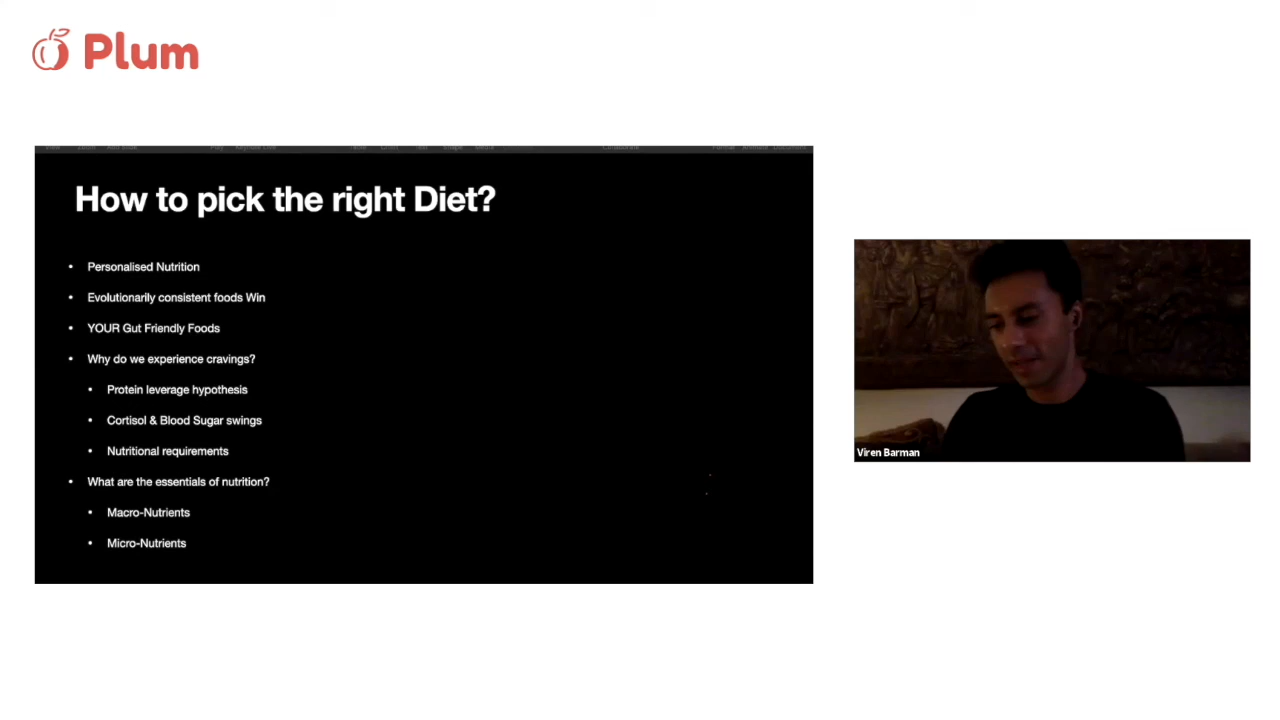 Plum
How to pick the right Diet?
• Personalised Nutrition
• Evolutionarily consistent foods Win
• YOUR Gut Friendly Foods
• Why do we experience cravings?
• Protein leverage hypothesis
• Cortisol & Blood Sugar swings
• Nutritional requirements
• What are the essentials of nutrition?
• Macro-Nutrients
• Micro-Nutrients
Viren Barman